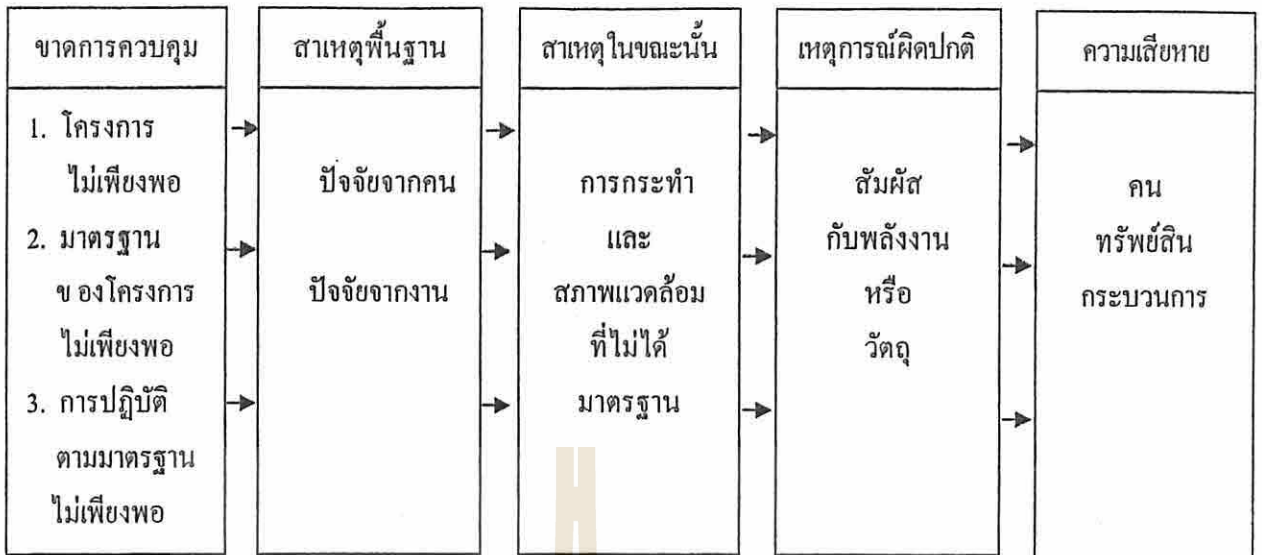 ขาดการควบคุม
1. โครงการ
ไม่เพียงพอ
2. มาตรฐาน
ของโครงการ
ไม่เพียงพอ
3. การปฏิบัติ
ตามมาตรฐาน
ไม่เพียงพอ
สาเหตุพื้นฐาน
ปัจจัยจากคน
ปัจจัยจากงาน
สาเหตุในขณะนั้น
การกระทำ
และ
สภาพแวดล้อม
ที่ไม่ได้
มาตรฐาน
เหตุการณ์ผิดปกติ
สัมผัส
กับพลังงาน
หรือ
วัตถุ
ความเสียหาย
คน
ทรัพย์สิน
กระบวนการ